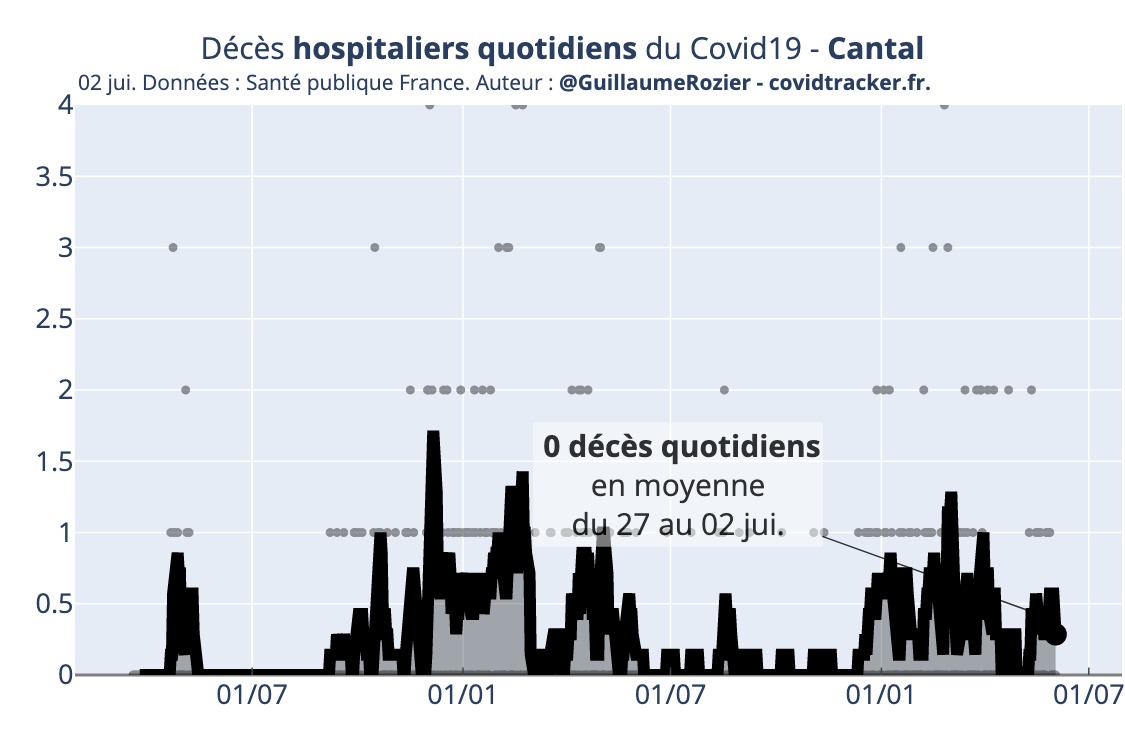 Décès hospitaliers quotidiens du Covid19 - Cantal
02 jui. Données : Santé publique France. Auteur : @GuillaumeRozier - covidtracker.fr.
4
3.5
3
2.5
2
1.5
1
0.5
0
0 décès quotidiens
en moyenne
du 27 au 02 jui.
01/07 01/01 01/07 01/01 01/07